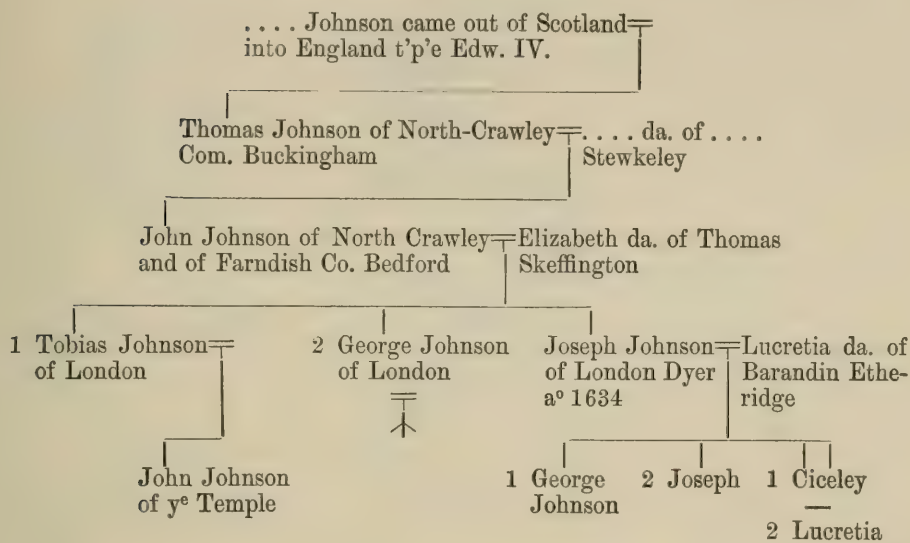 . . . . Johnson came out of Scotland
into England t'p'e Edw. IV.
Thomas Johnson of North-Crawley
Com. Buckingham
. . . . da. of . . . .
Stewkeley
John Johnson of North Crawley
and of Farndish Co. Bedford
Elizabeth da. of Thomas
Skeffington
1 Tobias Johnson
of London
2 George Johnson
of London
Joseph Johnson
of London Dyer
aº 1634
Lucretia da. of
Barandin Ethe-
ridge
John Johnson
of yᵉ Temple
1 George
Johnson
2 Joseph
1 Ciceley
2 Lucretia